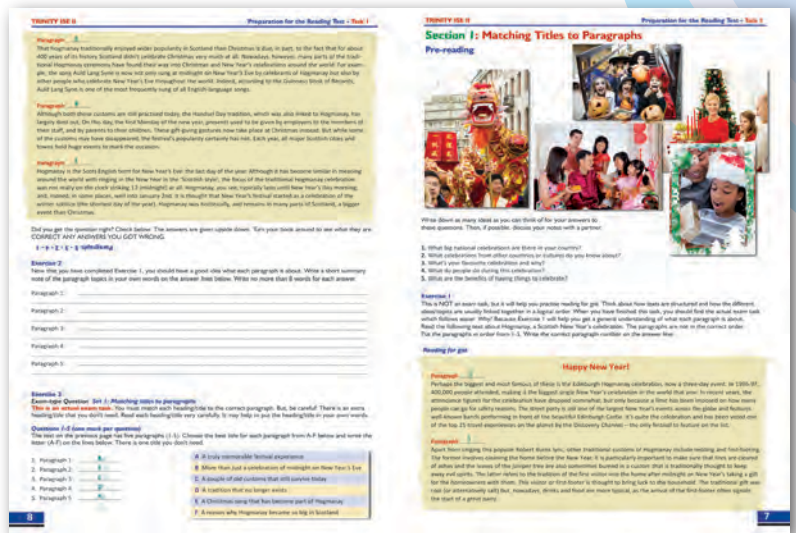 TRINITY ISE II
Preparation for the Reading Test • Task 1
Paragraph
That Hogmanay traditionally enjoyed wider popularity in Scotland than Christmas is due, in part, to the fact that for about
400 years of its history Scotland didn't celebrate Christmas very much at all. Nowadays, however, many parts of the tradi-
tional Hogmanay ceremony have found their way into Christmas and New Year's celebrations around the world. For exam-
ple, the song Auld Lang Syne is now not only sung at midnight on New Year's Eve by celebrants of Hogmanay but also by
other people who celebrate New Year's Eve throughout the world. Indeed, according to the Guinness Book of Records,
Auld Lang Syne is one of the most frequently sung of all English-language songs.
Paragraph
Although both these customs are still practised today, the Handsel Day tradition, which was also linked to Hogmanay, has
largely died out. On this day, the first Monday of the new year, presents used to be given by employers to the members of
their staff, and by parents to their children. These gift giving gestures now take place at Christmas instead. But while some
of the customs may have disappeared, the festival's popularity certainly has not. Each year, all major Scottish cities and
towns hold huge events to mark the occasion.
Paragraph
Hogmanay is the Scots English term for New Year's Eve: the last day of the year. Although it has become similar in meaning
around the world with ringing in the New Year in the 'Scottish style', the focus of the traditional Hogmanay celebration
was not really on the clock striking 12 (midnight) at all. Hogmanay, you see, typically lasts until New Year's Day morning,
and, indeed, in some places, well into January 2nd. It is thought that New Year's festival started as a celebration of the
winter solstice (the shortest day of the year). Hogmanay was historically, and remains in many parts of Scotland, a bigger
event than Christmas.
Did you get the question right? Check below. The answers are given upside down. Turn your book around to see what they are.
CORRECT ANY ANSWERS YOU GOT WRONG.
Exercise 2
Now that you have completed Exercise 1, you should have a good idea what each paragraph is about. Write a short summary
note of the paragraph topics in your own words on the answer lines below. Write no more than 8 words for each answer.
Paragraph 1:
Paragraph 2:
Paragraph 3:
Paragraph 4:
Paragraph 5:
Exercise 3
Exam-type Question Set 1: Matching titles to paragraphs
This is an actual exam task. You must match each heading/title to the correct paragraph. But, be careful! There is an extra
heading/title that you don't need. Read each heading/title very carefully. It may help to put the heading/title in your own words.
Questions 1-5 (one mark per question)
The text on the previous page has five paragraphs (1-5). Choose the best title for each paragraph from A-F below and write the
letter (A-F) on the lines below. There is one title you don't need.
1. Paragraph 1
2. Paragraph 2
3. Paragraph 3
4. Paragraph 4
5. Paragraph 5
A A truly memorable festival experience
B More than just a celebration of midnight on New Year's Eve
C A couple of old customs that still survive today
D A tradition that no longer exists
E A Christmas song that has become part of Hogmanay
F A reason why Hogmanay became so big in Scotland
8
TRINITY ISE II
Preparation for the Reading Test • Task 1
Section 1: Matching Titles to Paragraphs
Pre-reading
Write down as many ideas as you can think of for your answers to
these questions. Then, if possible, discuss your notes with a partner.
1. What big national celebrations are there in your country?
2. What celebrations from other countries or cultures do you know about?
3. What's your favourite celebration and why?
4. What do people do during this celebration?
5. What are the benefits of having things to celebrate?
Exercise 1
This is NOT an exam task, but it will help you practise reading for gist. Think about how texts are structured and how the different
ideas/topics are usually linked together in a logical order. When you have finished this task, you should find the actual exam task
which follows easier. Why? Because Exercise 1 will help you get a general understanding of what each paragraph is about.
Read the following text about Hogmanay, a Scottish New Year's celebration. The paragraphs are not in the correct order.
Put the paragraphs in order from 1-5. Write the correct paragraph number on the answer line.
Reading for gist
Happy New Year!
Paragraph
Perhaps the biggest and most famous of these is the Edinburgh Hogmanay celebration, now a three-day event. In 1996-97,
400,000 people attended, making it the biggest single New Year's celebration in the world that year. In recent years, the
attendance figures for the celebration have dropped somewhat, but only because a limit has been imposed on how many
people can go for safety reasons. The street party is still one of the largest New Year's events across the globe and features
well-known bands performing in front of the beautiful Edinburgh Castle. It's quite the celebration and has been voted one
of the top 25 travel experiences on the planet by the Discovery Channel – the only festival to feature on the list.
Paragraph
Apart from singing this popular Robert Burns lyric, other traditional customs of Hogmanay include redding and first-footing.
The former involves cleaning the home before the New Year. It is particularly important to make sure that fires are cleared
of ashes and the leaves of the juniper tree are also sometimes burned in a custom that is traditionally thought to keep
away evil spirits. The latter refers to the tradition of the first visitor into the home after midnight on New Year's taking a gift
for the homeowners with them. This visitor or first-footer is thought to bring luck to the household. The traditional gift was
coal (or alternatively salt) but, nowadays, drinks and food are more typical, as the arrival of the first-footer often signals
the start of a great party.
7